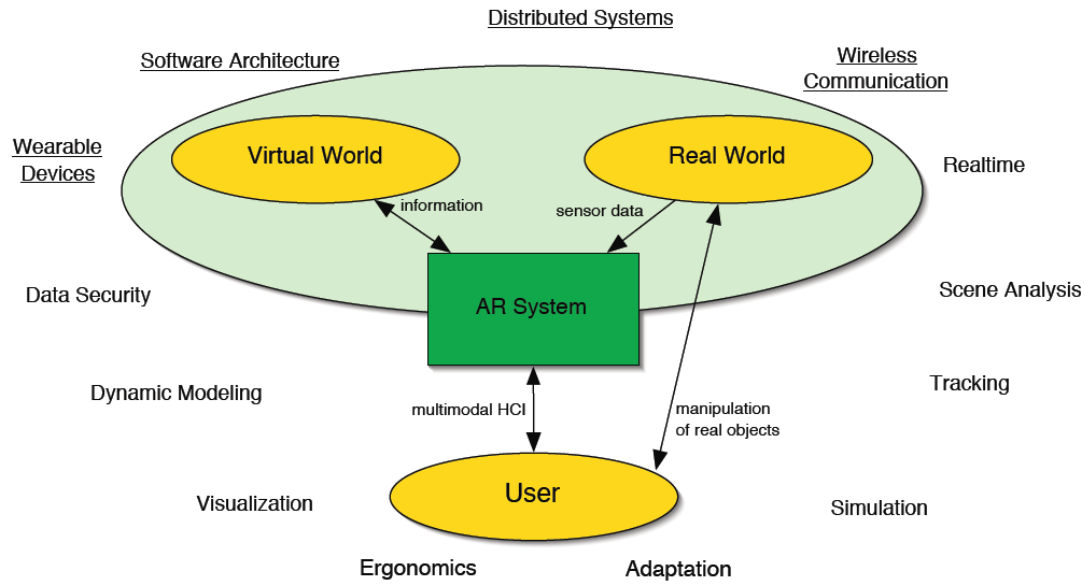 Distributed Systems
Software Architecture
Wireless
Communication
Wearable
Devices
Virtual World
Real World
Realtime
information
sensor data
Data Security
AR System
Scene Analysis
Dynamic Modeling
multimodal HCI
manipulation
of real objects
Tracking
Visualization
User
Simulation
Ergonomics
Adaptation